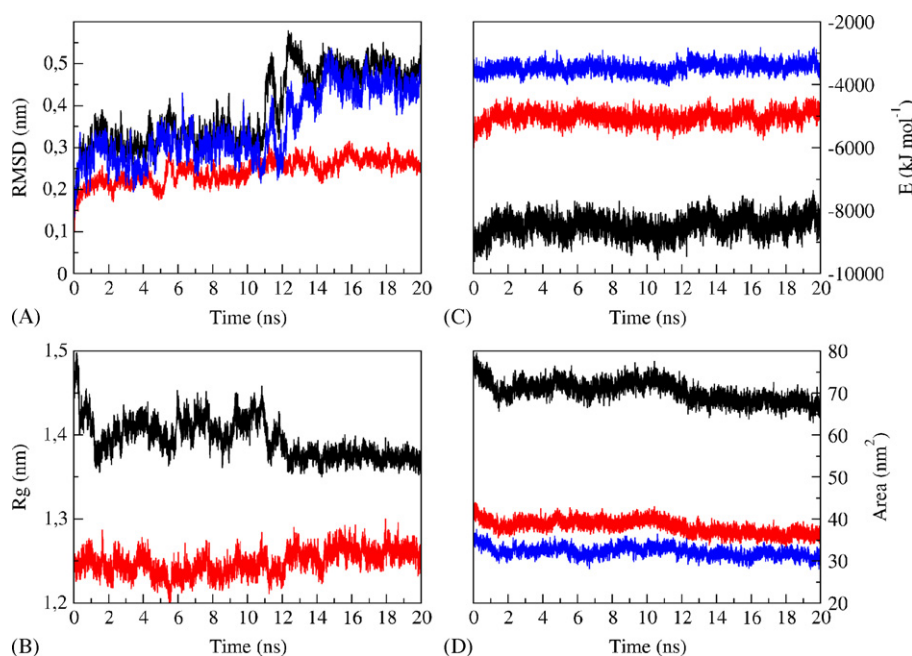 0,5
0,4
0,3
0,2
0,1
0
RMSD (nm)
0 2 4 6 8 10 12 14 16 18 20
Time (ns)
(A)
-2000
-4000
-6000
-8000
-10000
E (kJ mol⁻¹)
0 2 4 6 8 10 12 14 16 18 20
Time (ns)
(C)
1,5
1,4
1,3
1,2
Rg (nm)
0 2 4 6 8 10 12 14 16 18 20
Time (ns)
(B)
80
70
60
50
40
30
20
Area (nm²)
0 2 4 6 8 10 12 14 16 18 20
Time (ns)
(D)